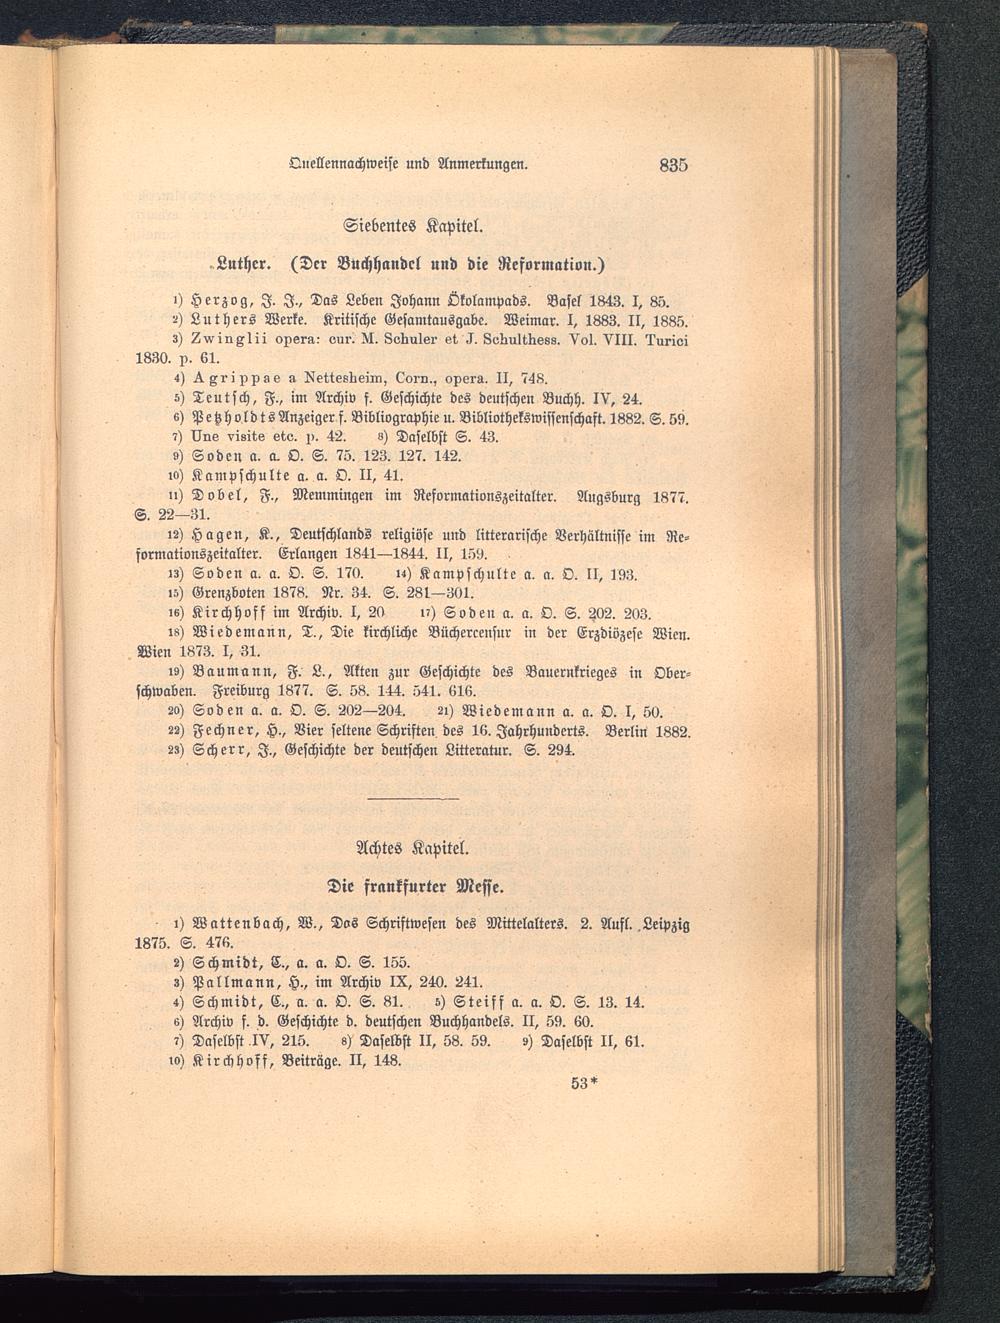 Quellennachweise und Anmerkungen. 835
Siebentes Kapitel.
Luther. (Der Buchhandel und die Reformation.)
1) Herzog, J. J., Das Leben Johann Ökolampads. Basel 1843. I, 85.
2) Luthers Werke. Kritische Gesamtausgabe. Weimar. I, 1883. II, 1885.
3) Zwinglii opera: cur. M. Schuler et J. Schulthess. Vol. VIII. Turici
1830. p. 61.
4) Agrippae a Nettesheim, Corn., opera. II, 748.
5) Teutsch, F., im Archiv f. Geschichte des deutschen Buchh. IV, 24.
6) Petzholdts Anzeiger f. Bibliographie u. Bibliothekswissenschaft. 1882. S. 59.
7) Une visite etc. p. 42. 8) Daselbst S. 43.
9) Soden a. a. O. S. 75. 123. 127. 142.
10) Kampschulte a. a. O. II, 41.
11) Dobel, F., Memmingen im Reformationszeitalter. Augsburg 1877.
S. 22—31.
12) Hagen, K., Deutschlands religiöse und litterarische Verhältnisse im Re-
formationszeitalter. Erlangen 1841—1844. II, 159.
13) Soden a. a. O. S. 170. 14) Kampschulte a. a. O. II, 193.
15) Grenzboten 1878. Nr. 34. S. 281—301.
16) Kirchhoff im Archiv. I, 20 17) Soden a. a. O. S. 202. 203.
18) Wiedemann, T., Die kirchliche Büchercensur in der Erzdiözese Wien.
Wien 1873. I, 31.
19) Baumann, F. L., Akten zur Geschichte des Bauernkrieges in Ober-
schwaben. Freiburg 1877. S. 58. 144. 541. 616.
20) Soden a. a. O. S. 202—204. 21) Wiedemann a. a. O. I, 50.
22) Fechner, H., Vier seltene Schriften des 16. Jahrhunderts. Berlin 1882.
23) Scherr, J., Geschichte der deutschen Litteratur. S. 294.
Achtes Kapitel.
Die frankfurter Messe.
1) Wattenbach, W., Das Schriftwesen des Mittelalters. 2. Aufl. Leipzig
1875. S. 476.
2) Schmidt, C., a. a. O. S. 155.
3) Pallmann, H., im Archiv IX, 240. 241.
4) Schmidt, C., a. a. O. S. 81. 5) Steiff a. a. O. S. 13. 14.
6) Archiv f. d. Geschichte d. deutschen Buchhandels. II, 59. 60.
7) Daselbst IV, 215. 8) Daselbst II, 58. 59. 9) Daselbst II, 61.
10) Kirchhoff, Beiträge. II, 148.
53*